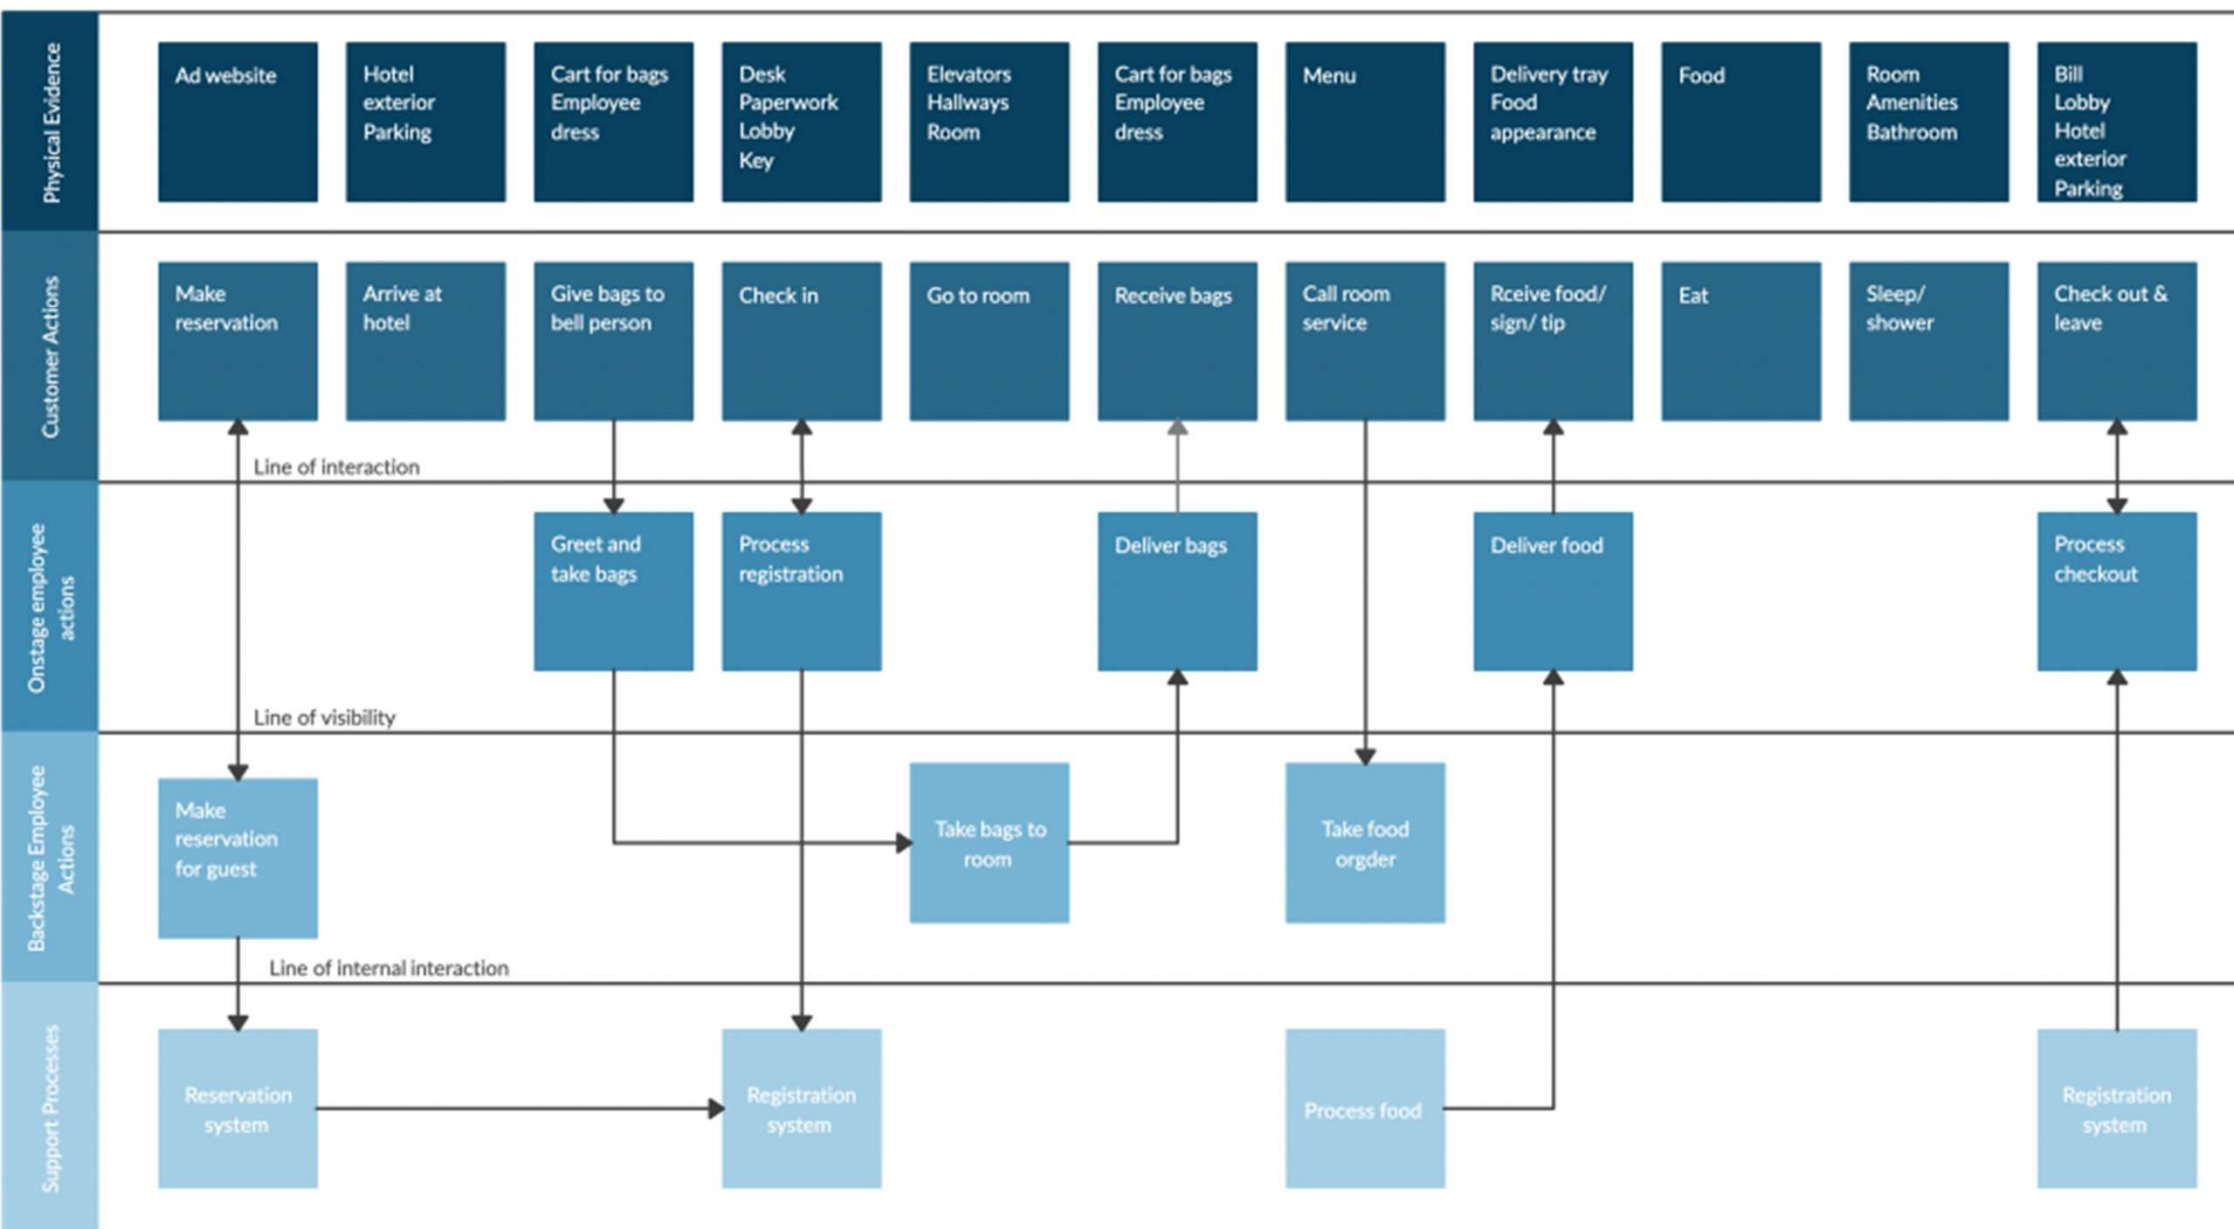 Physical Evidence
Ad website
Hotel
exterior
Parking
Cart for bags
Employee
dress
Desk
Paperwork
Lobby
Key
Elevators
Hallways
Room
Cart for bags
Employee
dress
Menu
Delivery tray
Food
appearance
Food
Room
Amenities
Bathroom
Bill
Lobby
Hotel
exterior
Parking
Customer Actions
Make
reservation
Arrive at
hotel
Give bags to
bell person
Check in
Go to room
Receive bags
Call room
service
Rceive food/
sign/ tip
Eat
Sleep/
shower
Check out &
leave
Line of interaction
Onstage employee
actions
Greet and
take bags
Process
registration
Deliver bags
Deliver food
Process
checkout
Line of visibility
Backstage Employee
Actions
Make
reservation
for guest
Take bags to
room
Take food
orgder
Line of internal interaction
Support Processes
Reservation
system
Registration
system
Process food
Registration
system